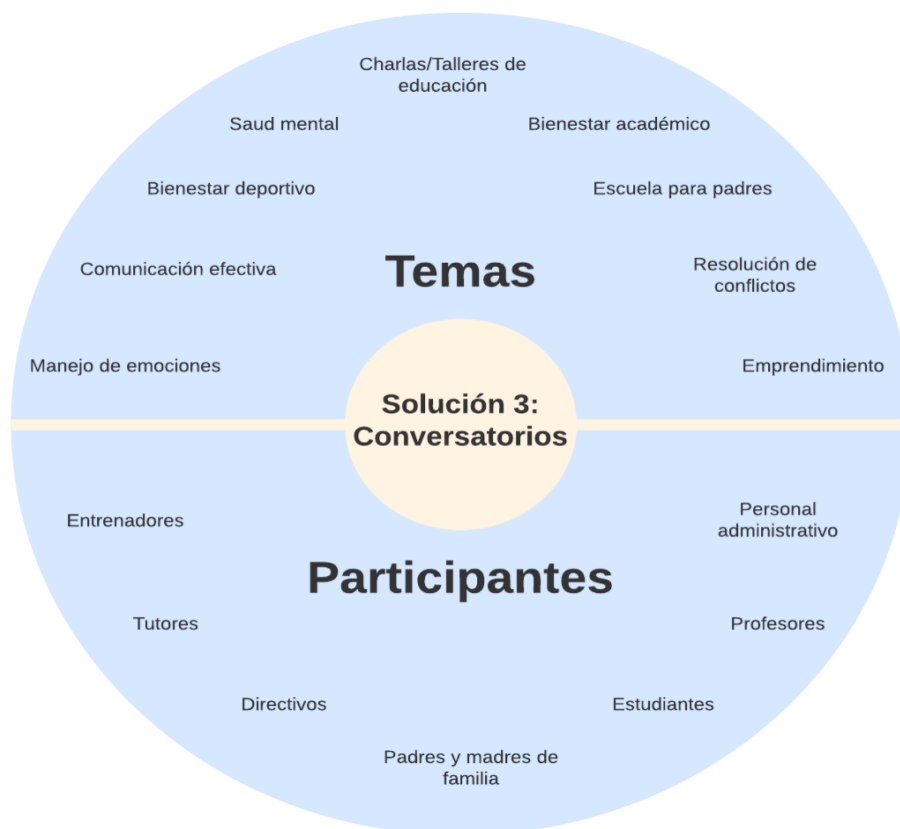 Charlas/Talleres de
educación
Saud mental
Bienestar académico
Bienestar deportivo
Escuela para padres
Comunicación efectiva
Temas
Resolución de
conflictos
Manejo de emociones
Emprendimiento
Solución 3:
Conversatorios
Entrenadores
Personal
administrativo
Participantes
Tutores
Profesores
Directivos
Estudiantes
Padres y madres de
familia